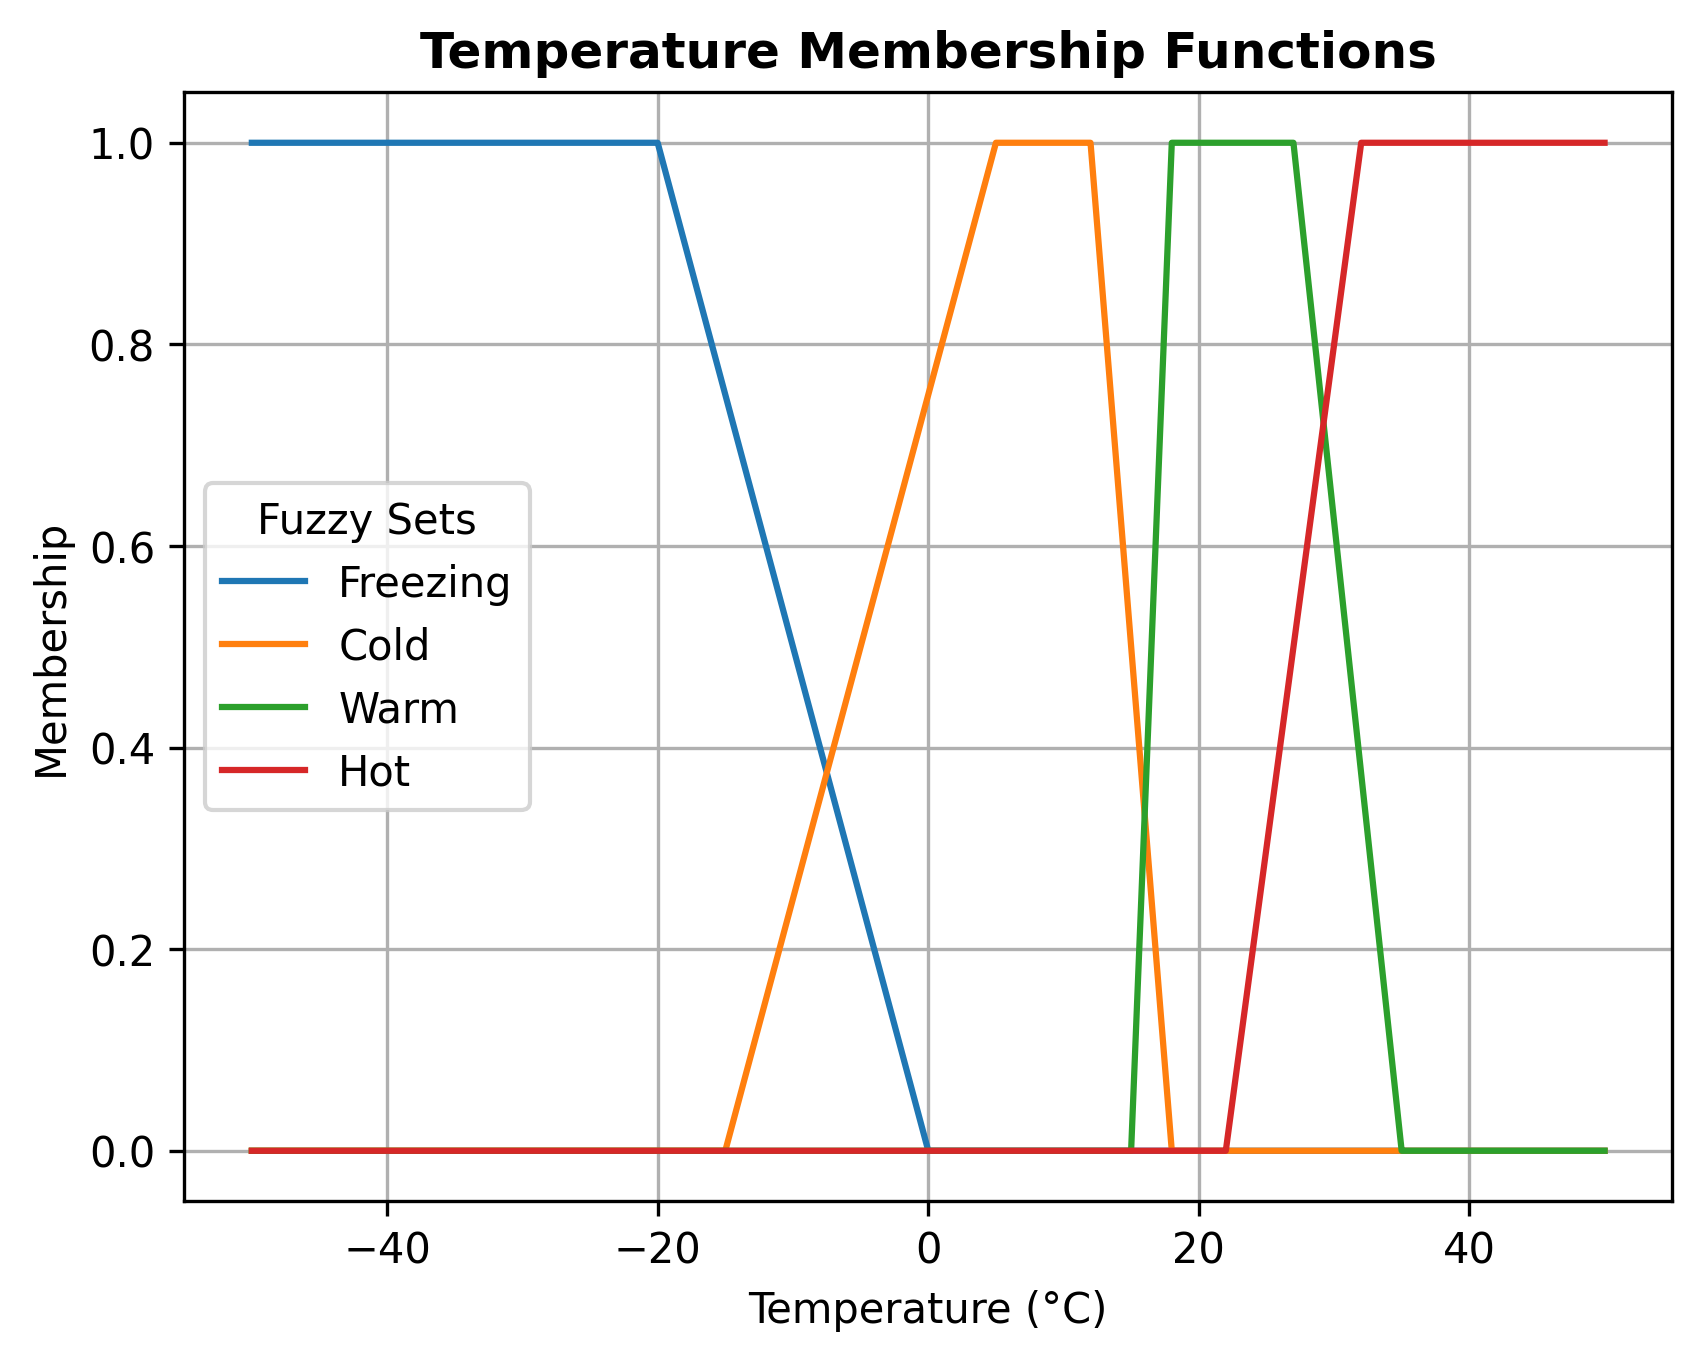 Temperature Membership Functions
1.0
0.8
0.6
0.4
0.2
0.0
Membership
Fuzzy Sets
Freezing
Cold
Warm
Hot
−40 −20 0 20 40
Temperature (°C)